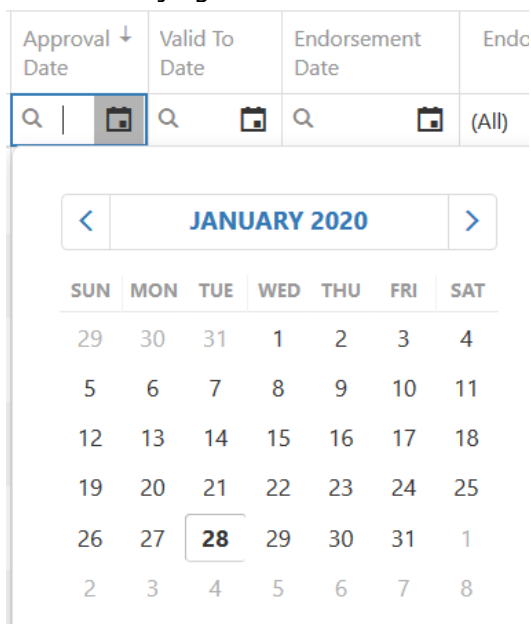 Approval ↓ Valid To Endorsement Endo
Date Date Date
(All)
< JANUARY 2020 >
SUN MON TUE WED THU FRI SAT
29 30 31 1 2 3 4
5 6 7 8 9 10 11
12 13 14 15 16 17 18
19 20 21 22 23 24 25
26 27 28 29 30 31 1
2 3 4 5 6 7 8